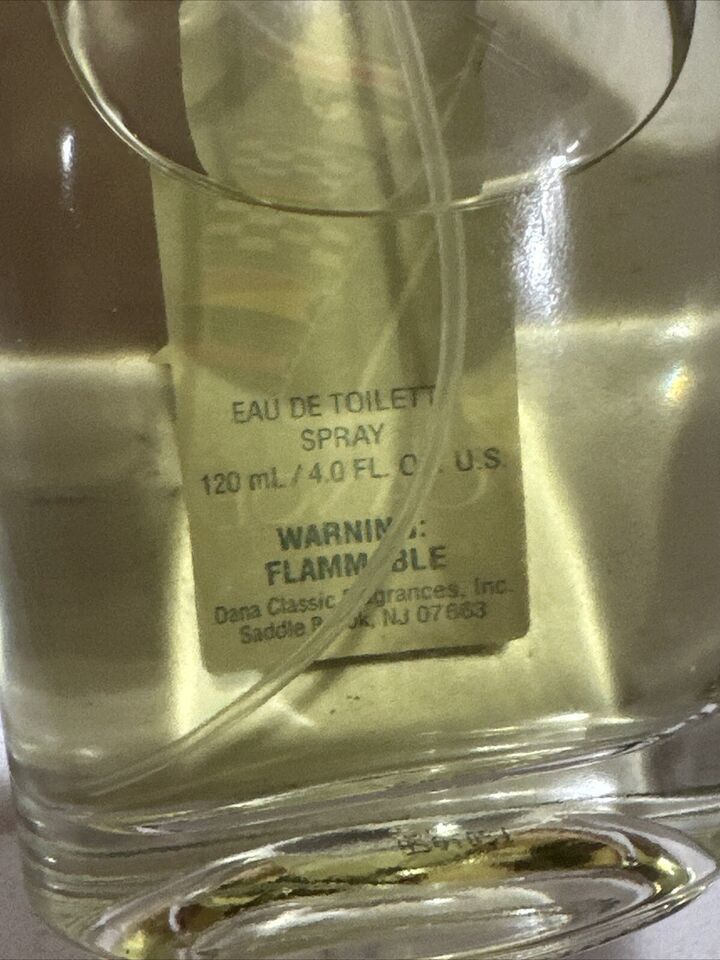 EAU DE TOILETT
SPRAY
120 mL / 4.0 FL. O . U.S.
WARNIN :
FLAMM BLE
Dana Classic agrances, Inc.
Saddle B ok, NJ 07663